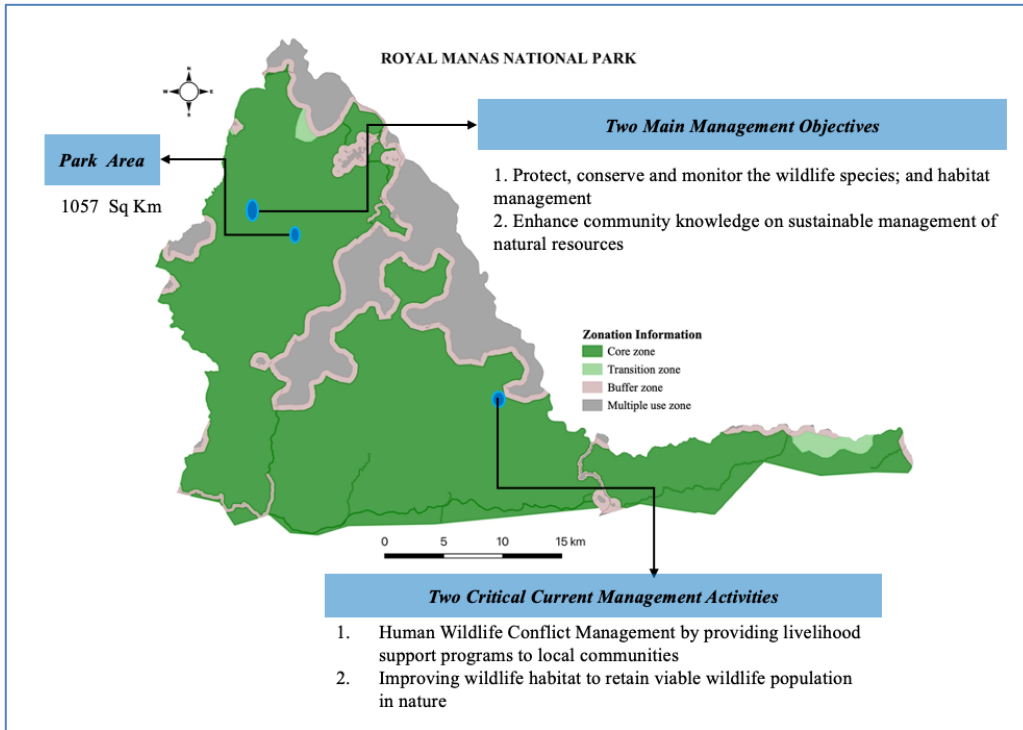 ROYAL MANAS NATIONAL PARK
N
W
E
S
Two Main Management Objectives
Park Area
1. Protect, conserve and monitor the wildlife species; and habitat
management
2. Enhance community knowledge on sustainable management of
natural resources
1057 Sq Km
Zonation Information
Core zone
Transition zone
Buffer zone
Multiple use zone
0 5 10 15 km
Two Critical Current Management Activities
1. Human Wildlife Conflict Management by providing livelihood
support programs to local communities
2. Improving wildlife habitat to retain viable wildlife population
in nature